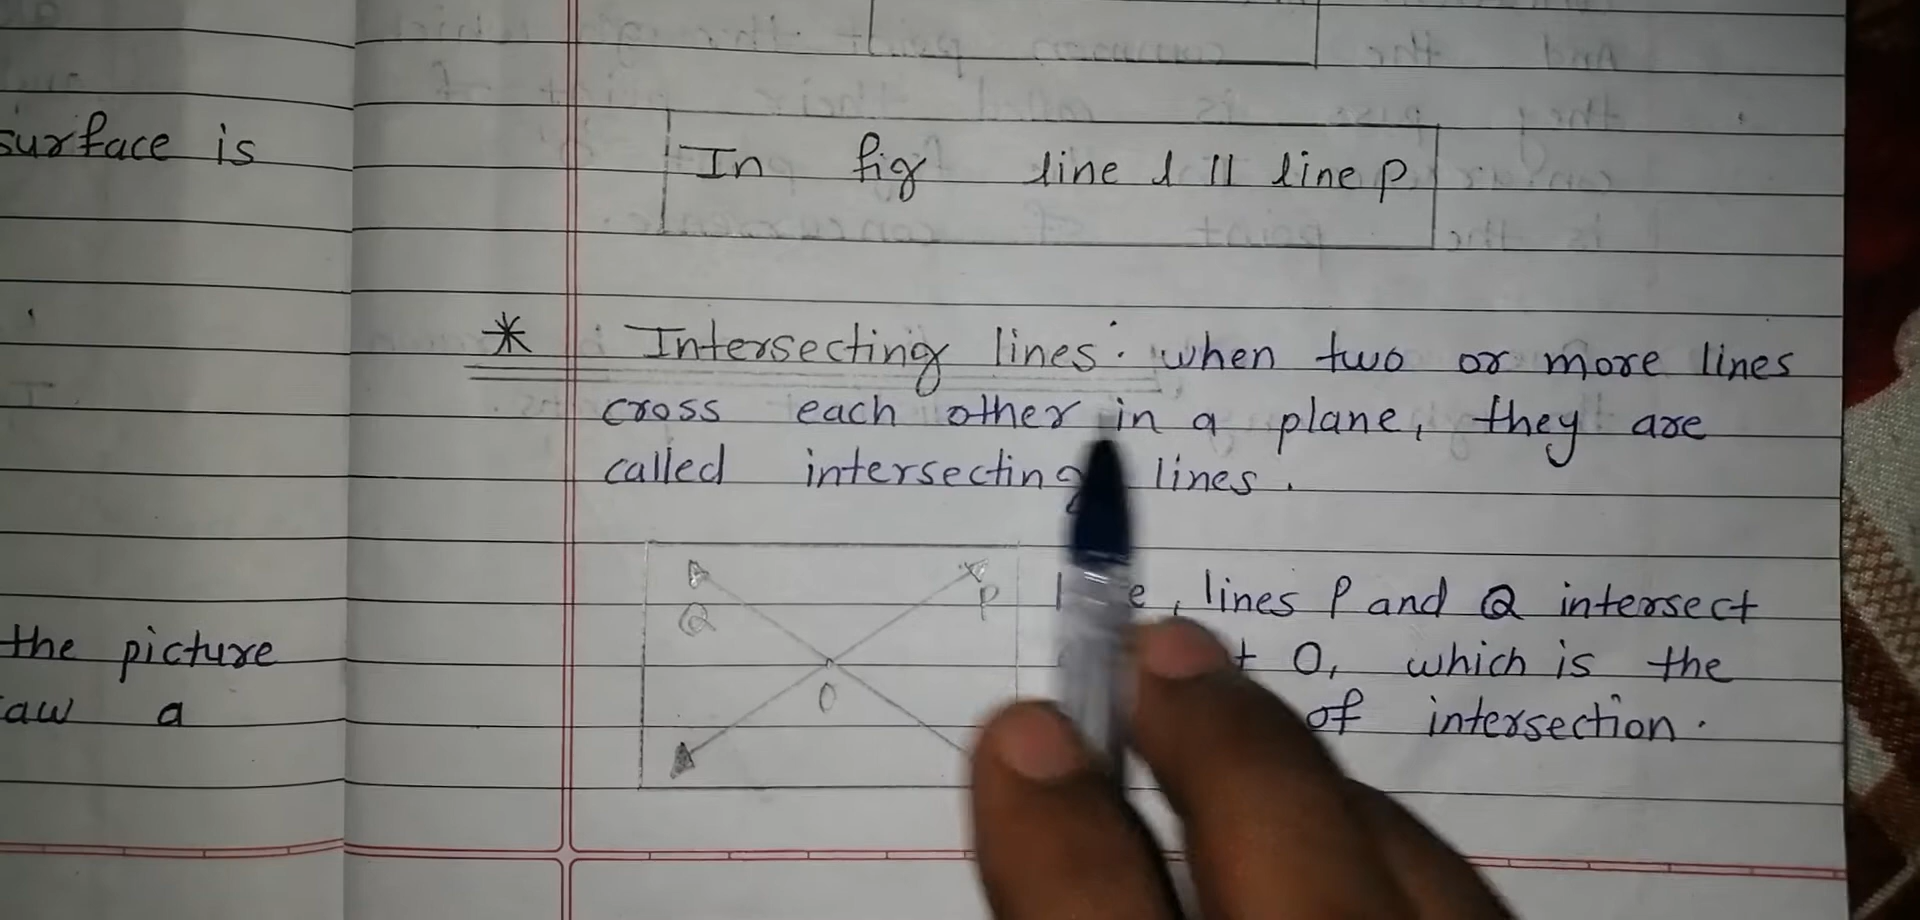 surface is
the picture
aw a
In fig line l || line p
* Intersecting lines : when two or more lines
cross each other in a plane, they are
called intersecting lines.
Q P
O
lines P and Q intersect
O, which is the
of intersection.